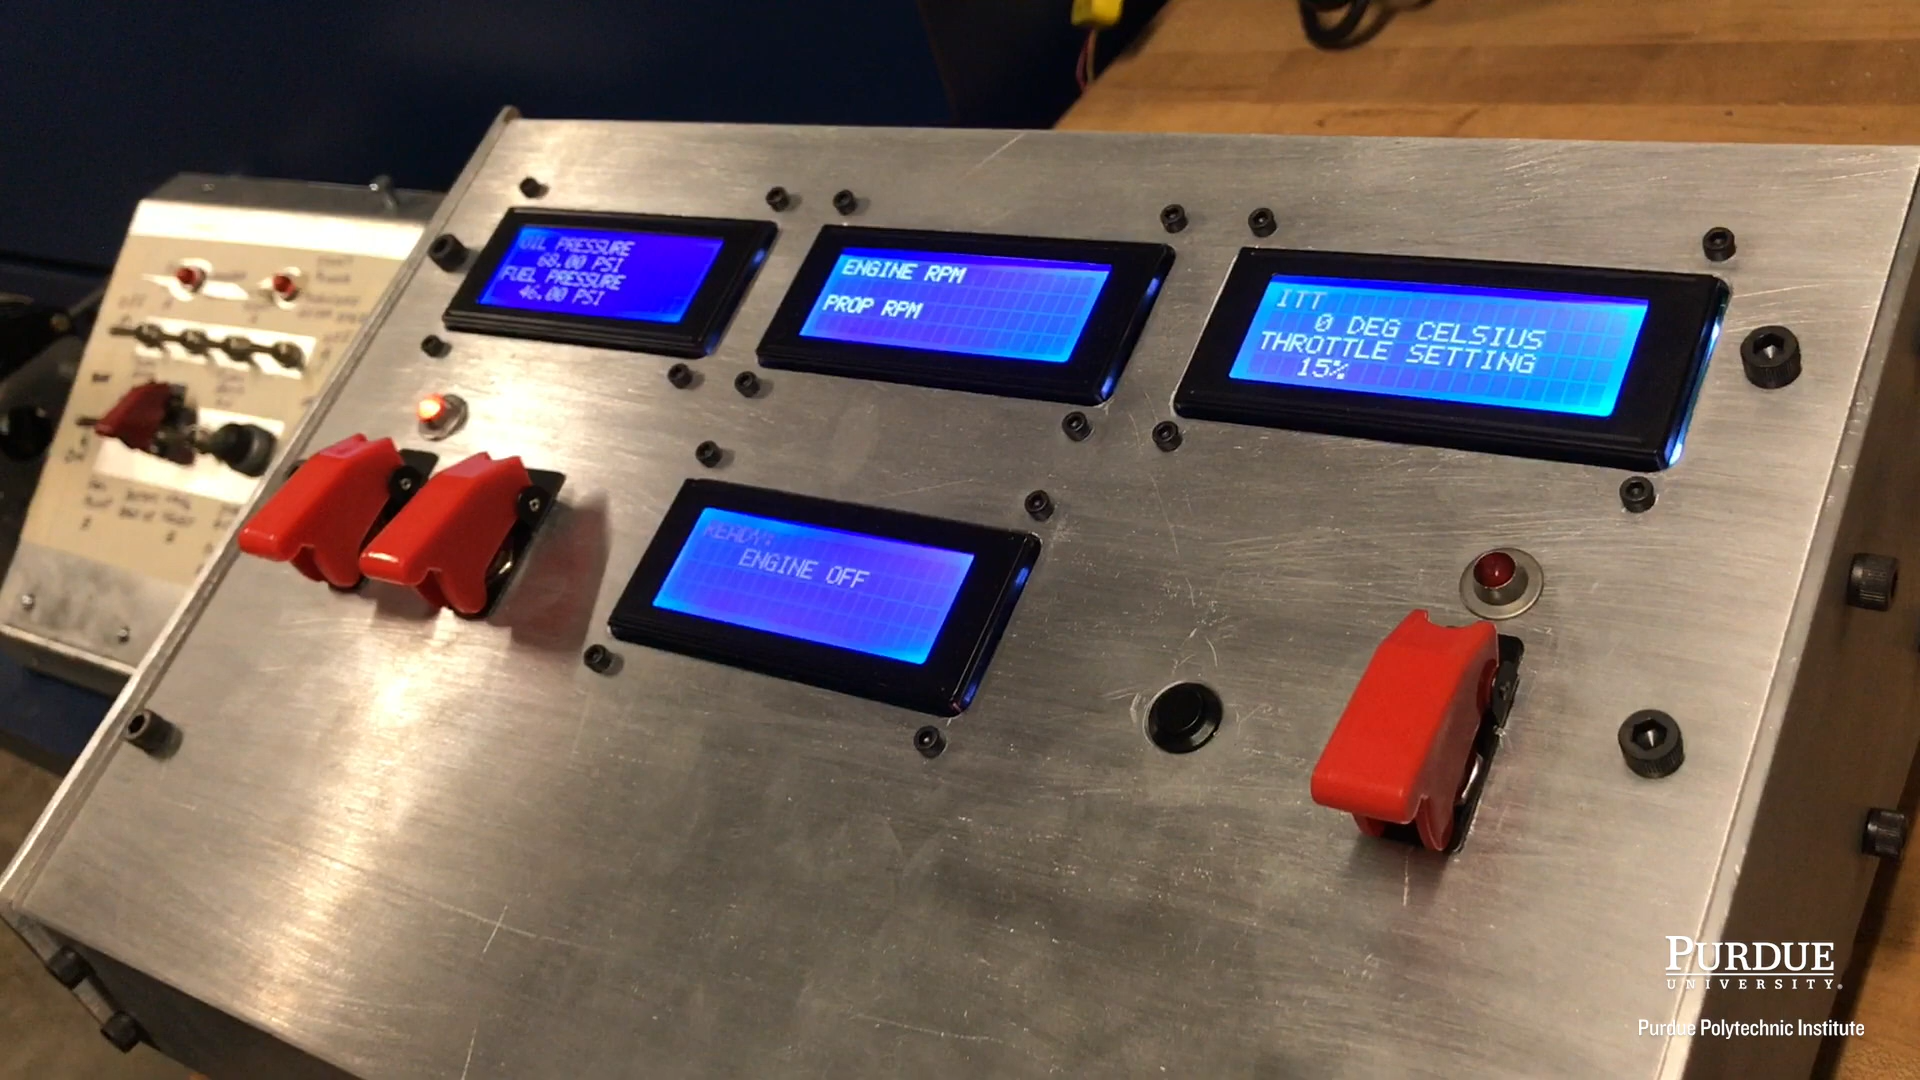 OIL PRESSURE
68.00 PSI
FUEL PRESSURE
46.00 PSI
ENGINE RPM
PROP RPM
ITT
0 DEG CELSIUS
THROTTLE SETTING
15%
READY:
ENGINE OFF
PURDUE
UNIVERSITY®
Purdue Polytechnic Institute